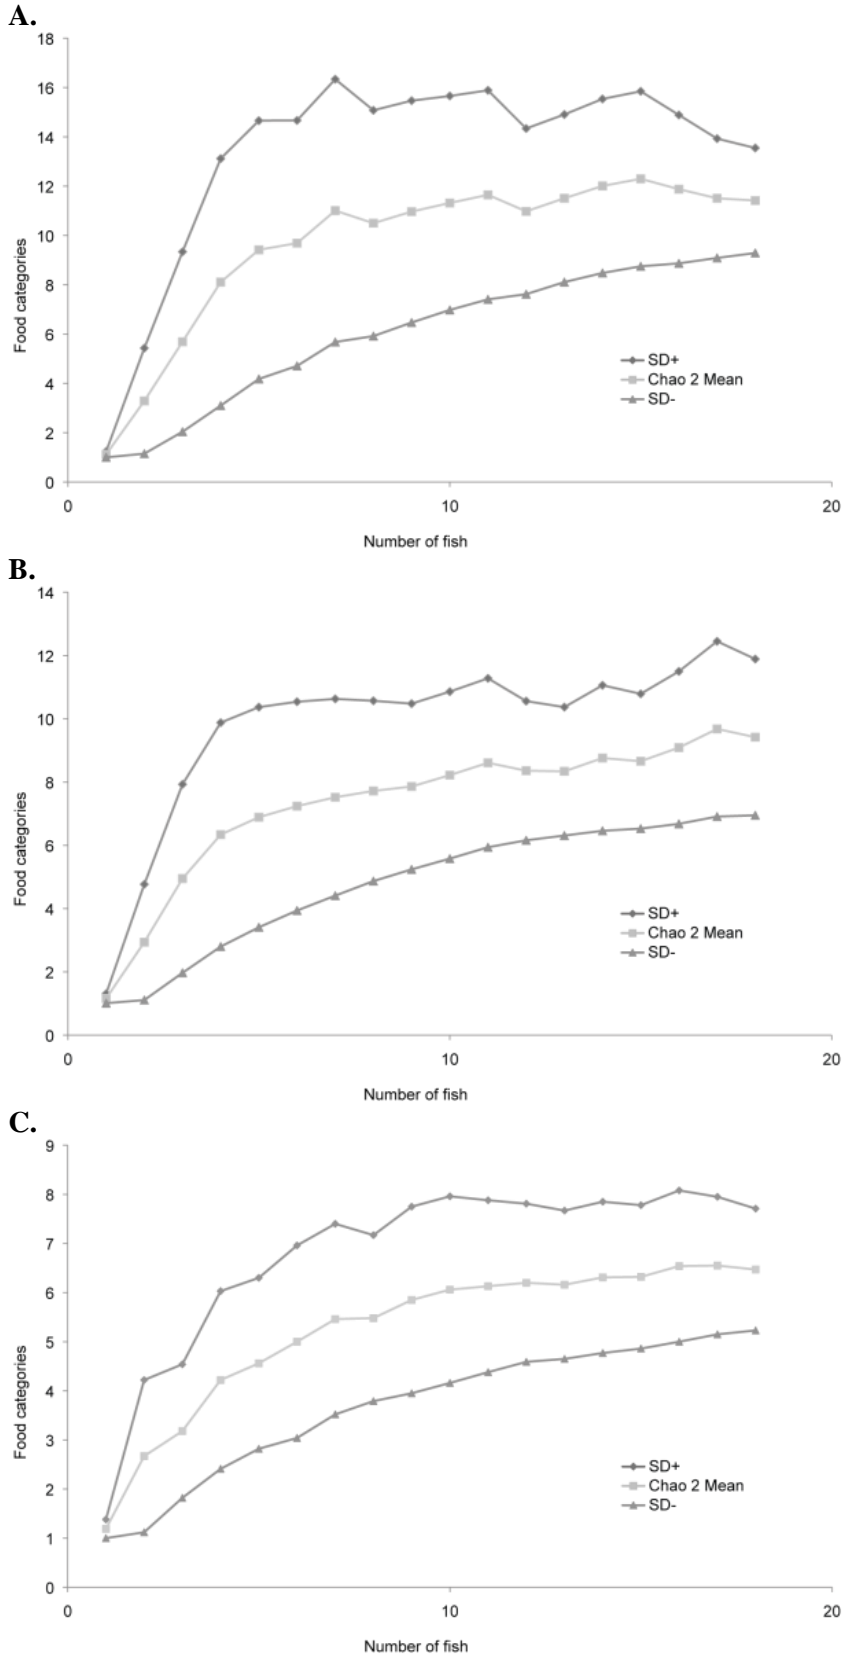 A.
18
16
14
12
10
8
6
4
2
0
Food categories
SD+
Chao 2 Mean
SD-
0 10 20
Number of fish
B.
14
12
10
8
6
4
2
0
Food categories
SD+
Chao 2 Mean
SD-
0 10 20
Number of fish
C.
9
8
7
6
5
4
3
2
1
0
Food categories
SD+
Chao 2 Mean
SD-
0 10 20
Number of fish